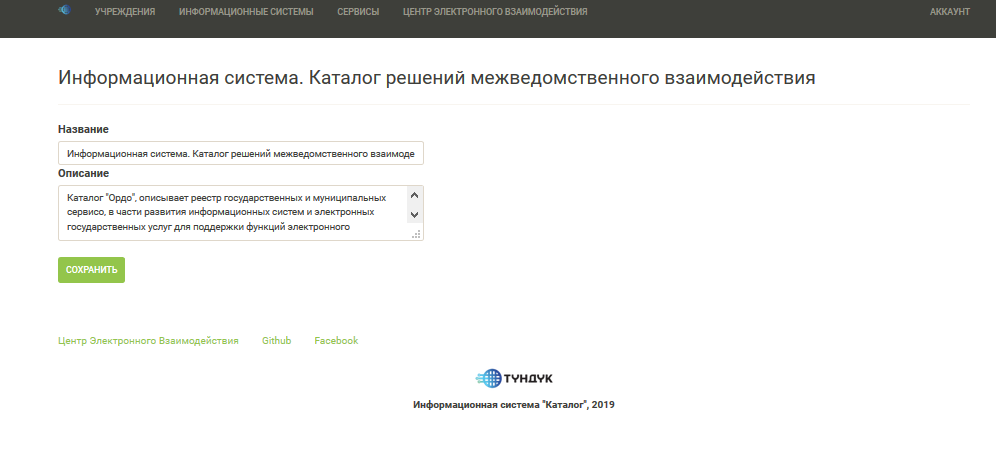 УЧРЕЖДЕНИЯ ИНФОРМАЦИОННЫЕ СИСТЕМЫ СЕРВИСЫ ЦЕНТР ЭЛЕКТРОННОГО ВЗАИМОДЕЙСТВИЯ АККАУНТ
Информационная система. Каталог решений межведомственного взаимодействия
Название
Информационная система. Каталог решений межведомственного взаимоде
Описание
Каталог "Ордо", описывает реестр государственных и муниципальных
сервисо, в части развития информационных систем и электронных
государственных услуг для поддержки функций электронного
СОХРАНИТЬ
Центр Электронного Взаимодействия Github Facebook
ТҮНДҮК
Информационная система "Каталог", 2019